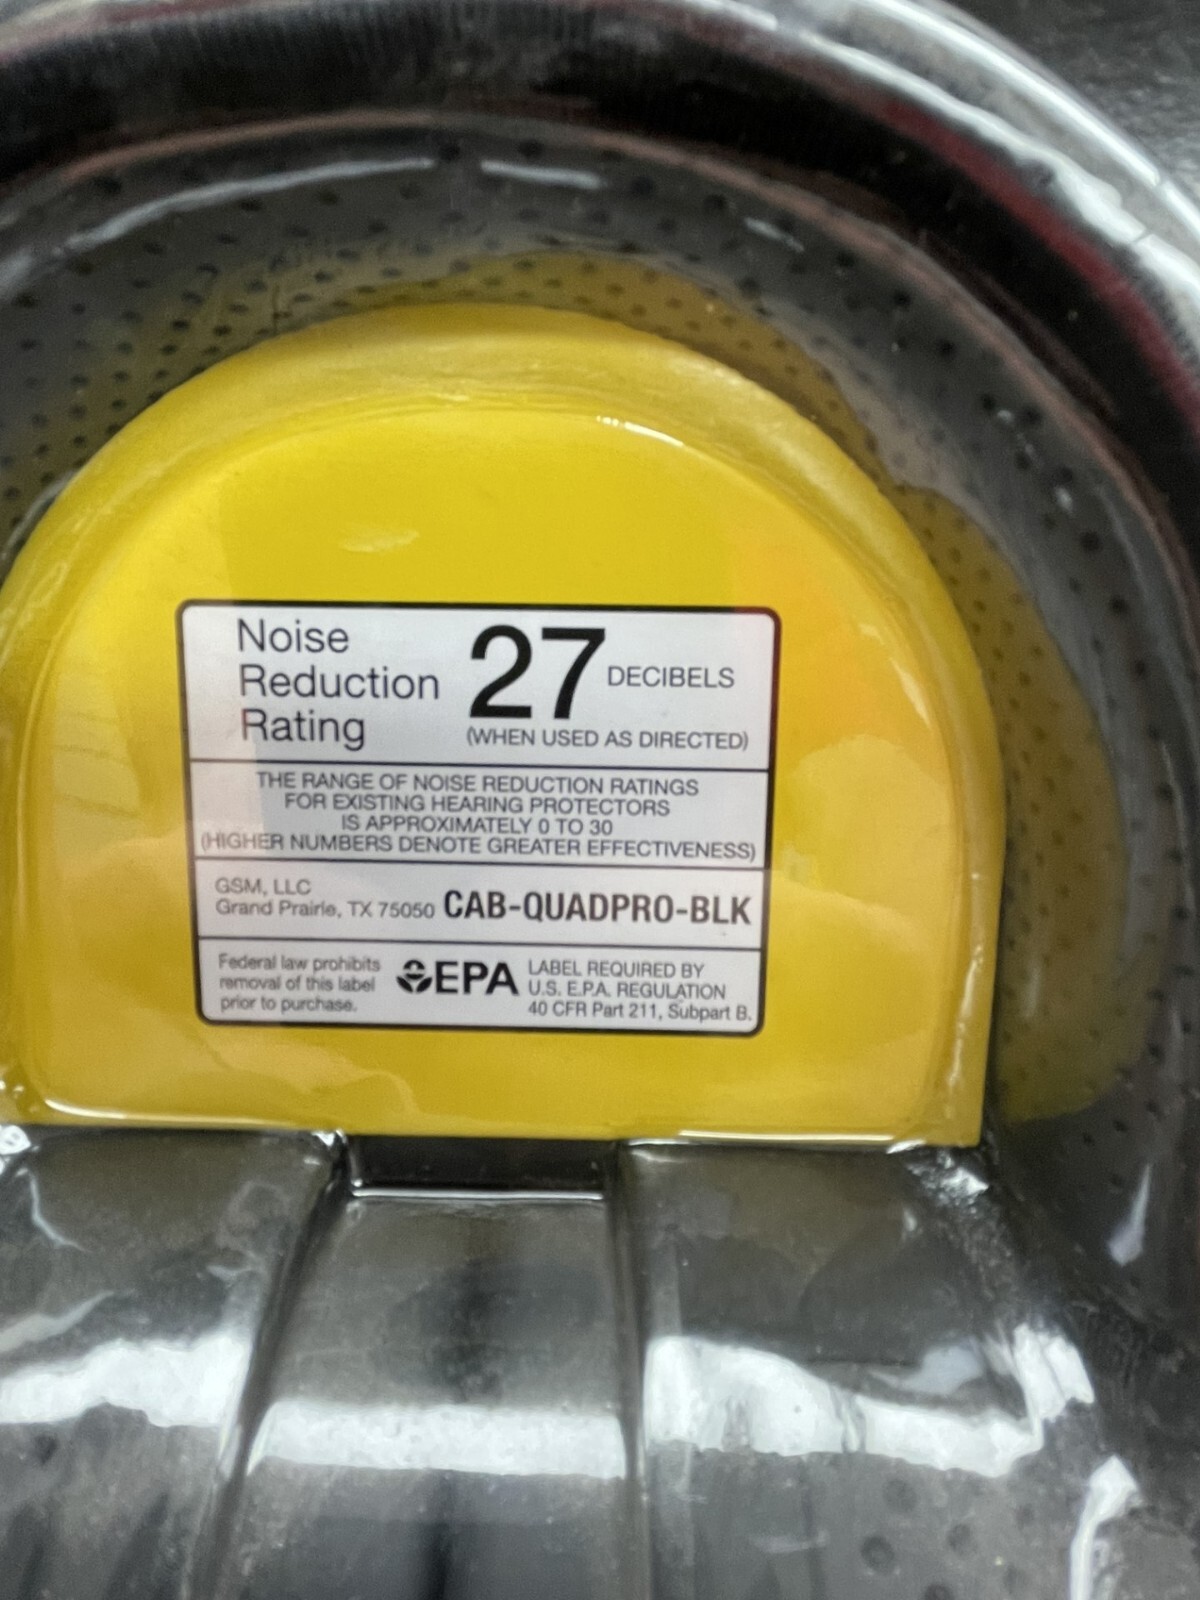 Noise
Reduction
Rating
27 DECIBELS
(WHEN USED AS DIRECTED)
THE RANGE OF NOISE REDUCTION RATINGS
FOR EXISTING HEARING PROTECTORS
IS APPROXIMATELY 0 TO 30
(HIGHER NUMBERS DENOTE GREATER EFFECTIVENESS)
GSM, LLC
Grand Prairie, TX 75050
CAB-QUADPRO-BLK
Federal law prohibits
removal of this label
prior to purchase.
EPA
LABEL REQUIRED BY
U.S. E.P.A. REGULATION
40 CFR Part 211, Subpart B.